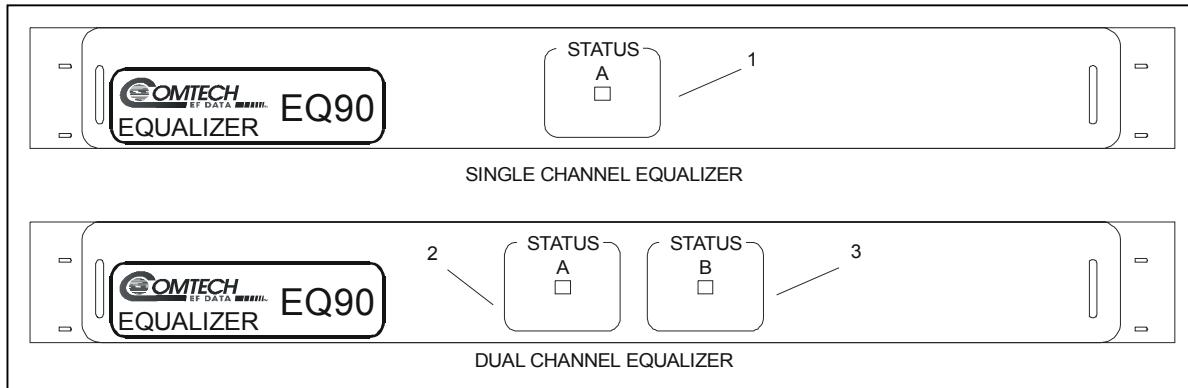 STATUS
A
1
COMTECH
EF DATA
EQUALIZER
EQ90
SINGLE CHANNEL EQUALIZER
2
STATUS
A
STATUS
B
3
COMTECH
EF DATA
EQUALIZER
EQ90
DUAL CHANNEL EQUALIZER